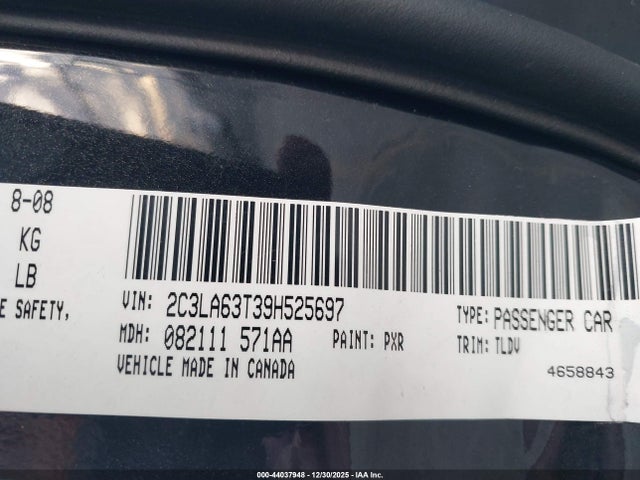 8-08
KG
LB
E SAFETY,
VIN: 2C3LA63T39H525697
TYPE: PASSENGER CAR
MDH: 082111 571AA PAINT: PXR TRIM: TLDV
VEHICLE MADE IN CANADA
4658843
000-44037948 - 12/30/2025 - IAA Inc.